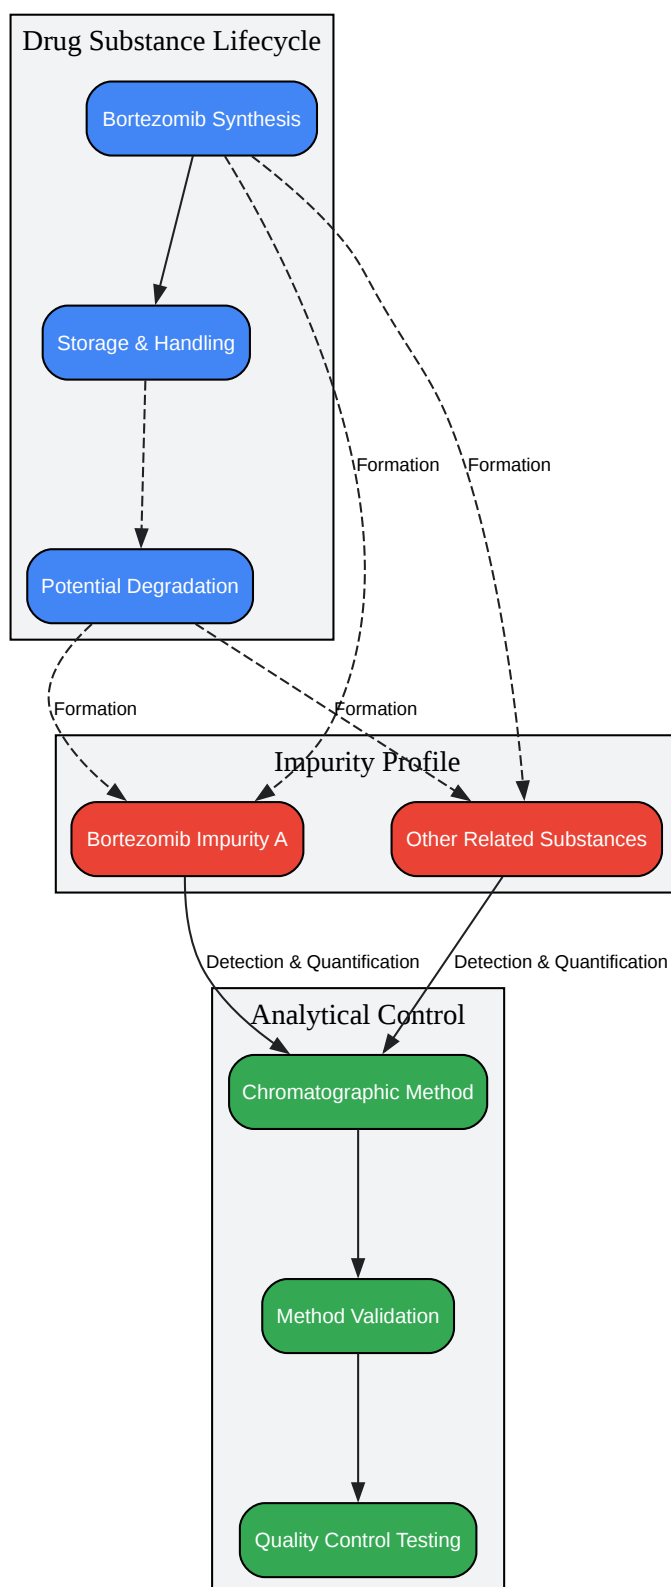 Drug Substance Lifecycle
Bortezomib Synthesis
Storage & Handling
Formation
Formation
Potential Degradation
Formation
Formation
Impurity Profile
Bortezomib Impurity A
Other Related Substances
Detection & Quantification
Detection & Quantification
Analytical Control
Chromatographic Method
Method Validation
Quality Control Testing